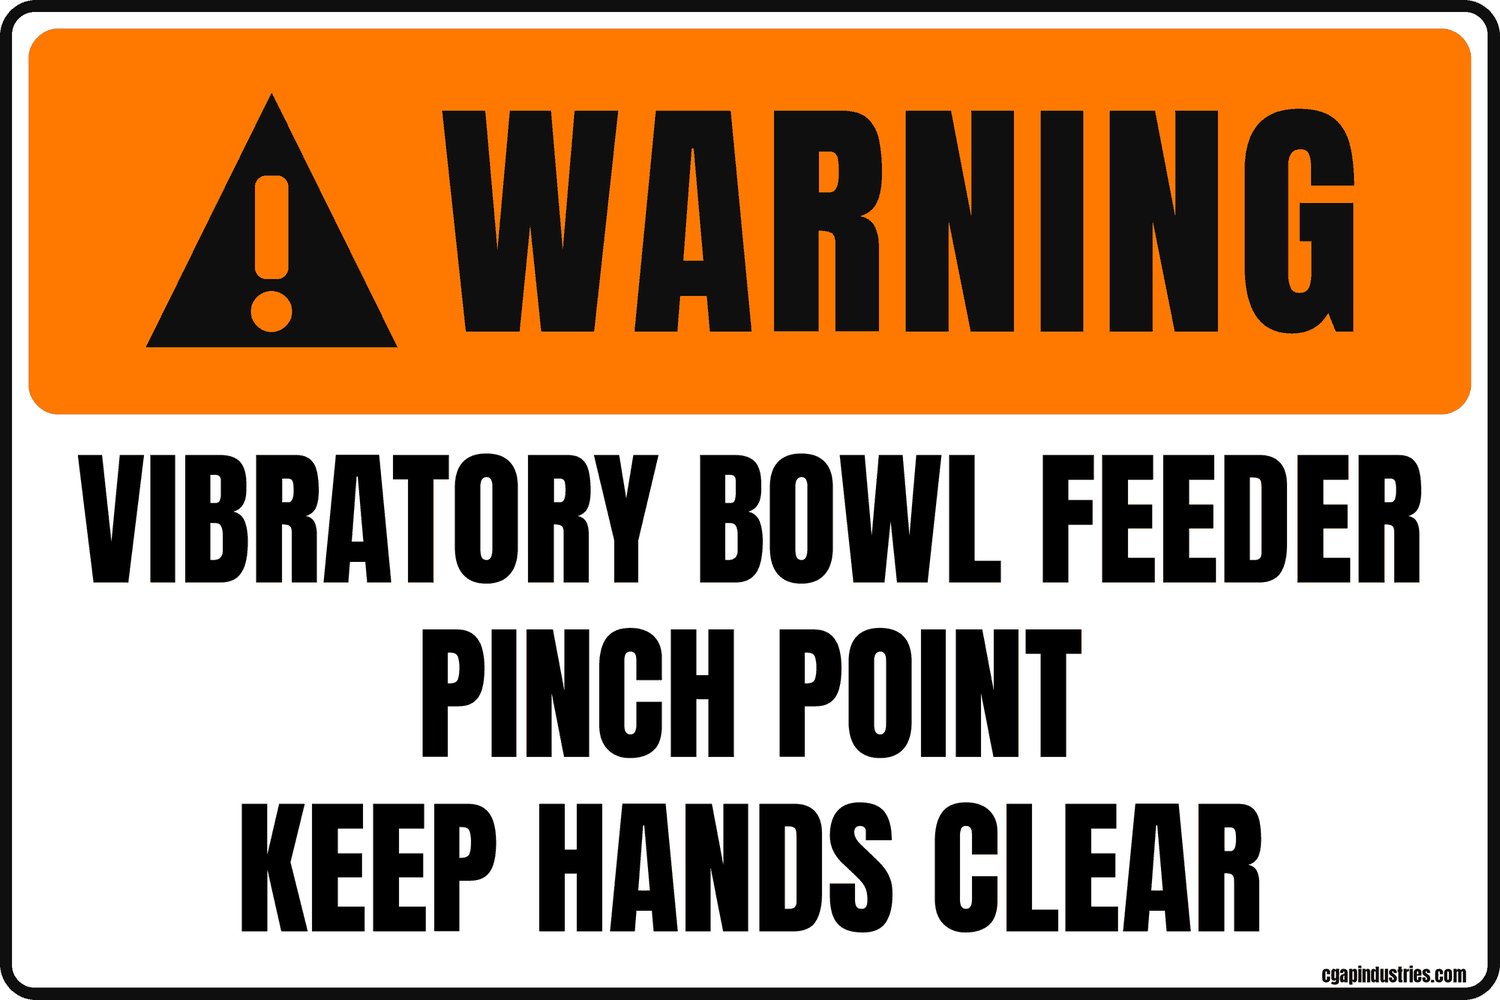 WARNING
VIBRATORY BOWL FEEDER
PINCH POINT
KEEP HANDS CLEAR
cgapindustries.com